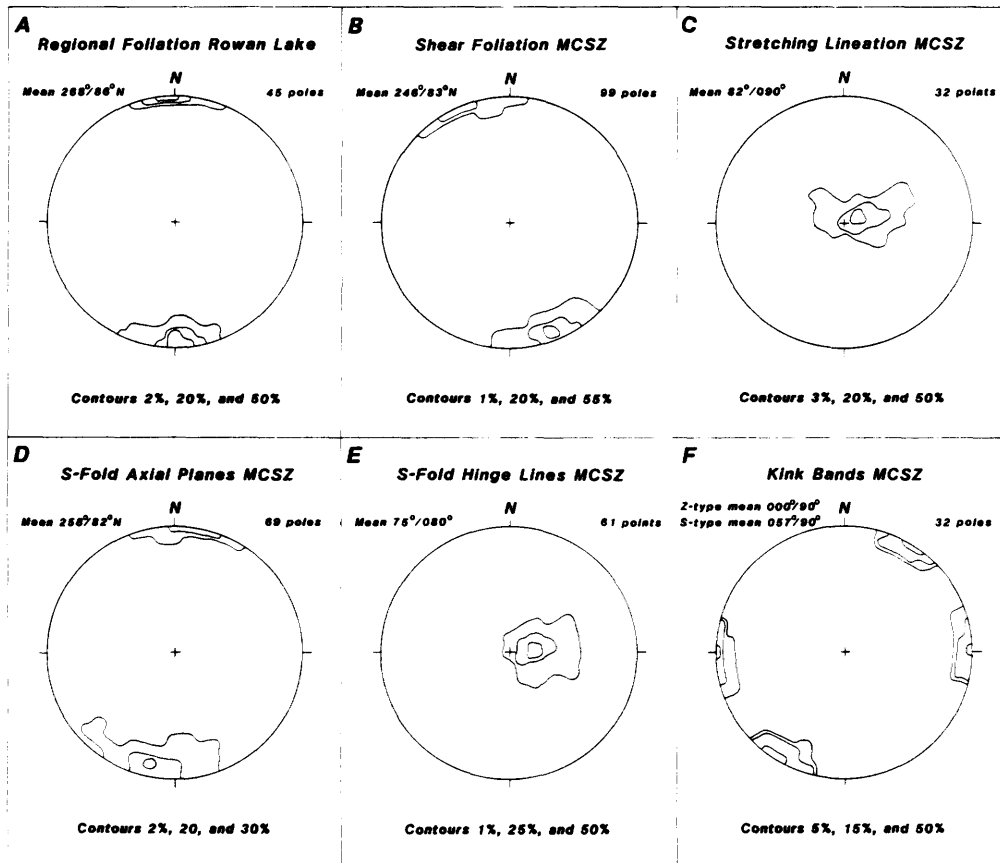 A
Regional Foliation Rowan Lake
N
Mean 268°/86°N
45 poles
Contours 2%, 20%, and 50%
B
Shear Foliation MCSZ
N
Mean 246°/83°N
99 poles
Contours 1%, 20%, and 55%
C
Stretching Lineation MCSZ
N
Mean 82°/090°
32 points
Contours 3%, 20%, and 50%
D
S-Fold Axial Planes MCSZ
N
Mean 258°/82°N
69 poles
Contours 2%, 20, and 30%
E
S-Fold Hinge Lines MCSZ
N
Mean 75°/080°
61 points
Contours 1%, 25%, and 50%
F
Kink Bands MCSZ
Z-type mean 000°/90°
N
S-type mean 057°/90°
32 poles
Contours 5%, 15%, and 50%